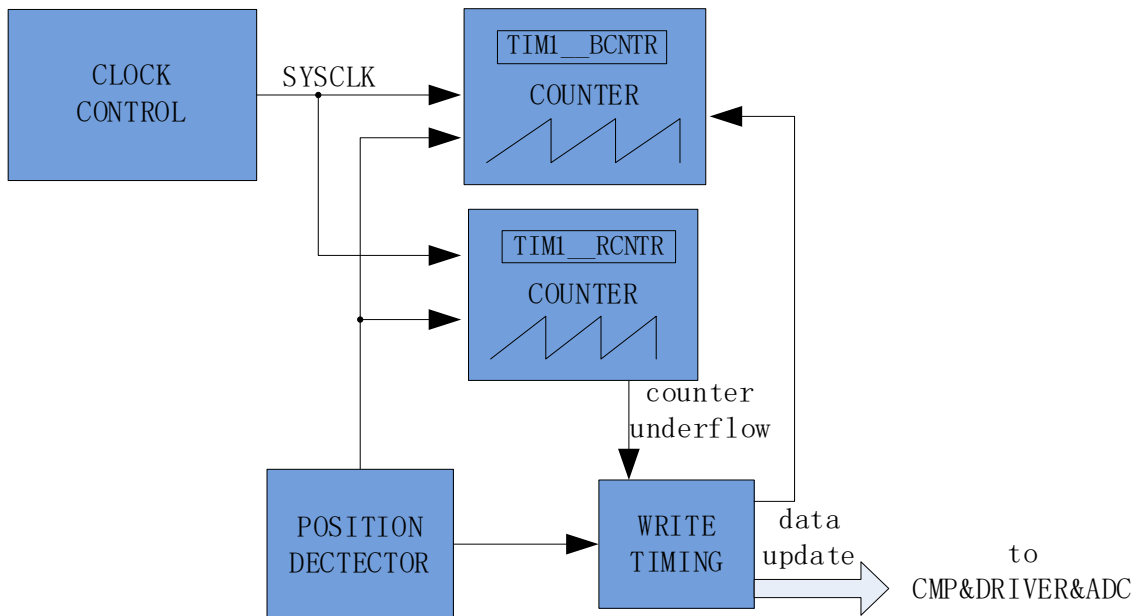 CLOCK
CONTROL
SYSCLK
TIM1__BCNTR
COUNTER
TIM1__RCNTR
COUNTER
counter
underflow
POSITION
DECTECTOR
WRITE
TIMING
data
update
to
CMP&DRIVER&ADC